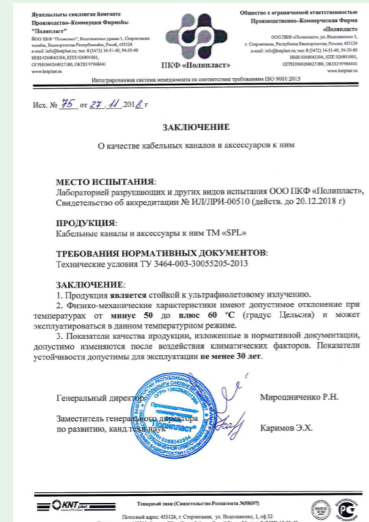 Общество с ограниченной ответственностью
Производственно-Коммерческая Фирма
«Полипласт»
"Полипласт"
ПКФ «Полипласт»
Интегрированная система менеджмента на соответствие требованиям ISO 9001:2015
Исх. № 75 от 27. 11 .2018 г
ЗАКЛЮЧЕНИЕ
О качестве кабельных каналов и аксессуаров к ним
МЕСТО ИСПЫТАНИЯ:
Лабораторией разрушающих и других видов испытания ООО ПКФ «Полипласт»,
Свидетельство об аккредитации № ИЛ/ЛРИ-00510 (действ. до 20.12.2018 г)
ПРОДУКЦИЯ:
Кабельные каналы и аксессуары к ним ТМ «SPL»
ТРЕБОВАНИЯ НОРМАТИВНЫХ ДОКУМЕНТОВ:
Технические условия ТУ 3464-003-30055205-2013
ЗАКЛЮЧЕНИЕ:
1. Продукция является стойкой к ультрафиолетовому излучению.
2. Физико-механические характеристики имеют допустимое отклонение при
температурах от минус 50 до плюс 60 °С (градус Цельсия) и может
эксплуатироваться в данном температурном режиме.
3. Показатели качества продукции, изложенные в нормативной документации,
допустимо изменяются после воздействия климатических факторов. Показатели
устойчивости допустимы для эксплуатации не менее 30 лет.
Генеральный директор
Мирошниченко Р.Н.
Заместитель генерального директора
по развитию, канд.техн.наук
Каримов Э.Х.
Полипласт
KNT
Товарный знак (Свидетельство Роспатента №598697)